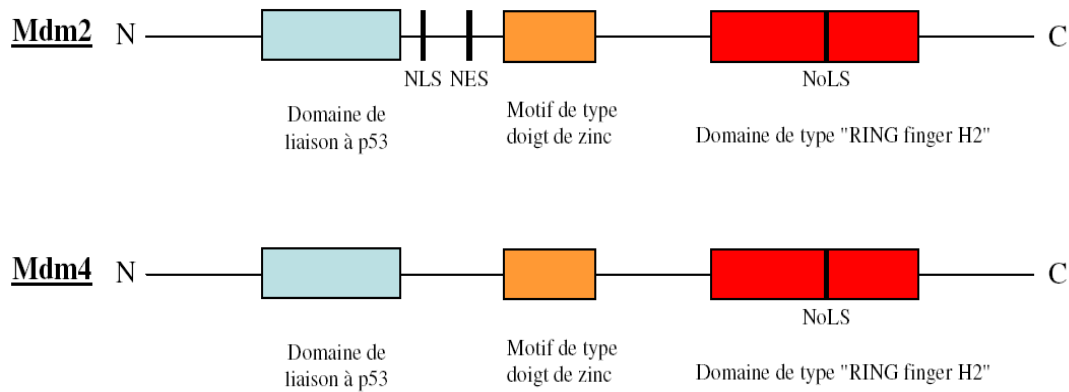 Mdm2 N C
NLS NES NoLS
Domaine de
liaison à p53
Motif de type
doigt de zinc
Domaine de type "RING finger H2"
Mdm4 N C
NoLS
Domaine de
liaison à p53
Motif de type
doigt de zinc
Domaine de type "RING finger H2"